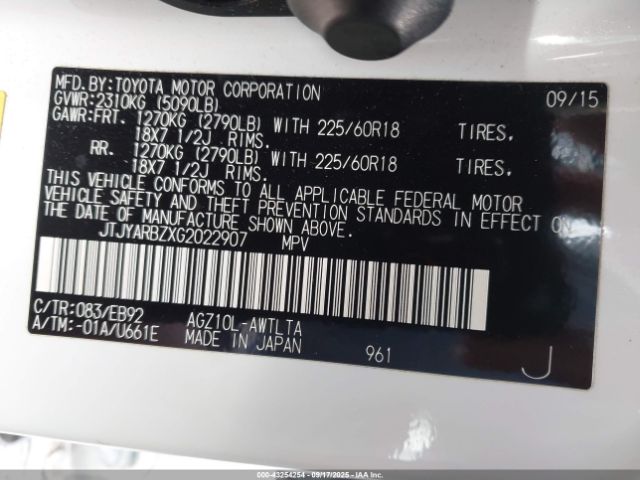 MFD.BY:TOYOTA MOTOR CORPORATION 09/15
GVWR:2310KG (5090LB)
GAWR:FRT. 1270KG (2790LB) WITH 225/60R18 TIRES,
18X7 1/2J RIMS.
RR. 1270KG (2790LB) WITH 225/60R18 TIRES,
18X7 1/2J RIMS.
THIS VEHICLE CONFORMS TO ALL APPLICABLE FEDERAL MOTOR
VEHICLE SAFETY AND THEFT PREVENTION STANDARDS IN EFFECT ON
THE DATE OF MANUFACTURE SHOWN ABOVE.
JTJYARBZXG2022907 MPV
C/TR:083/EB92 AGZ10L-AWTLTA
A/TM:-01A/U661E MADE IN JAPAN 961 J
000-43254254 - 09/17/2025 - IAA, Inc.